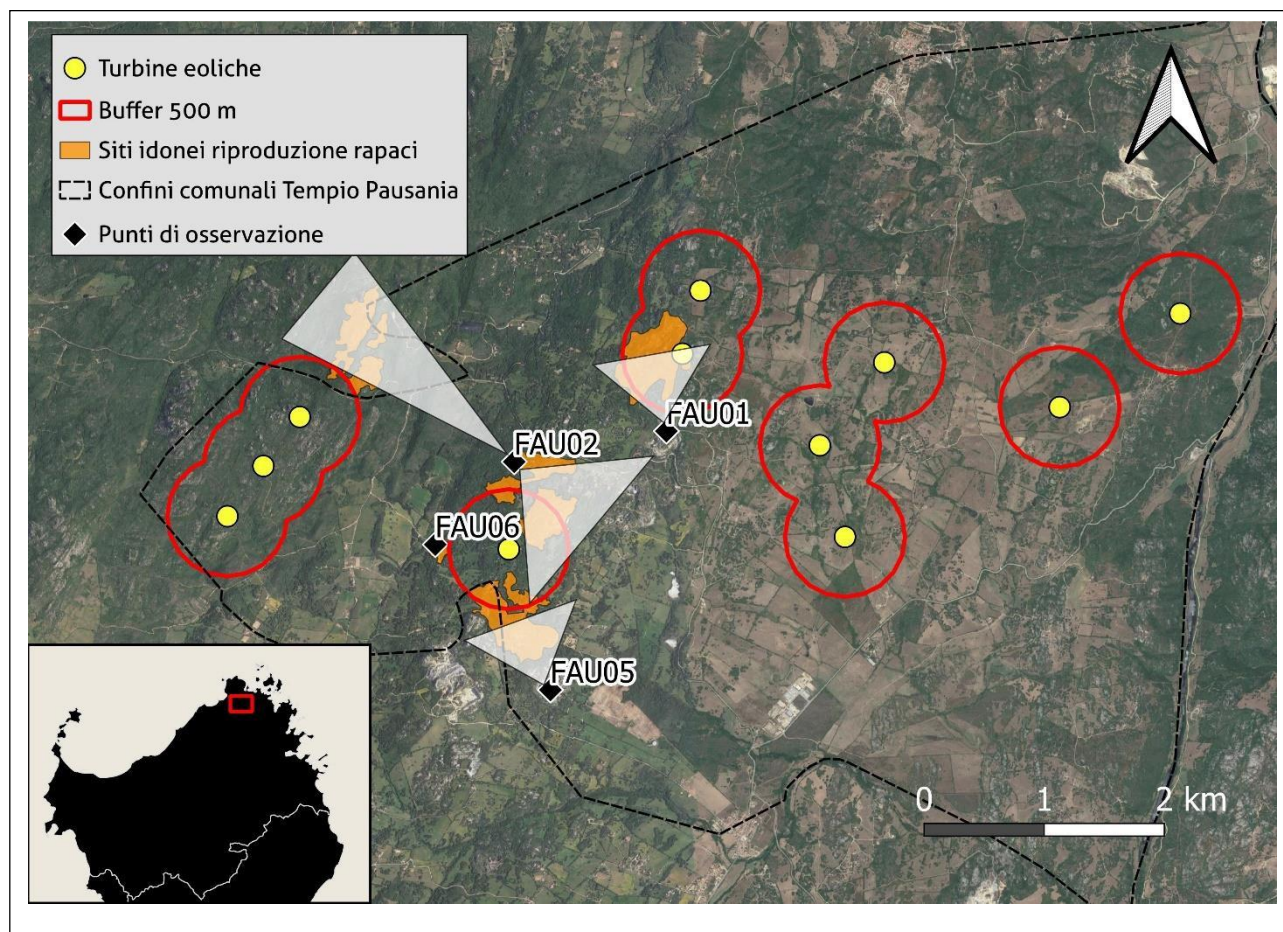 Turbine eoliche
Buffer 500 m
Siti idonei riproduzione rapaci
Confini comunali Tempio Pausania
Punti di osservazione
FAU01
FAU02
FAU06
FAU05
0 1 2 km